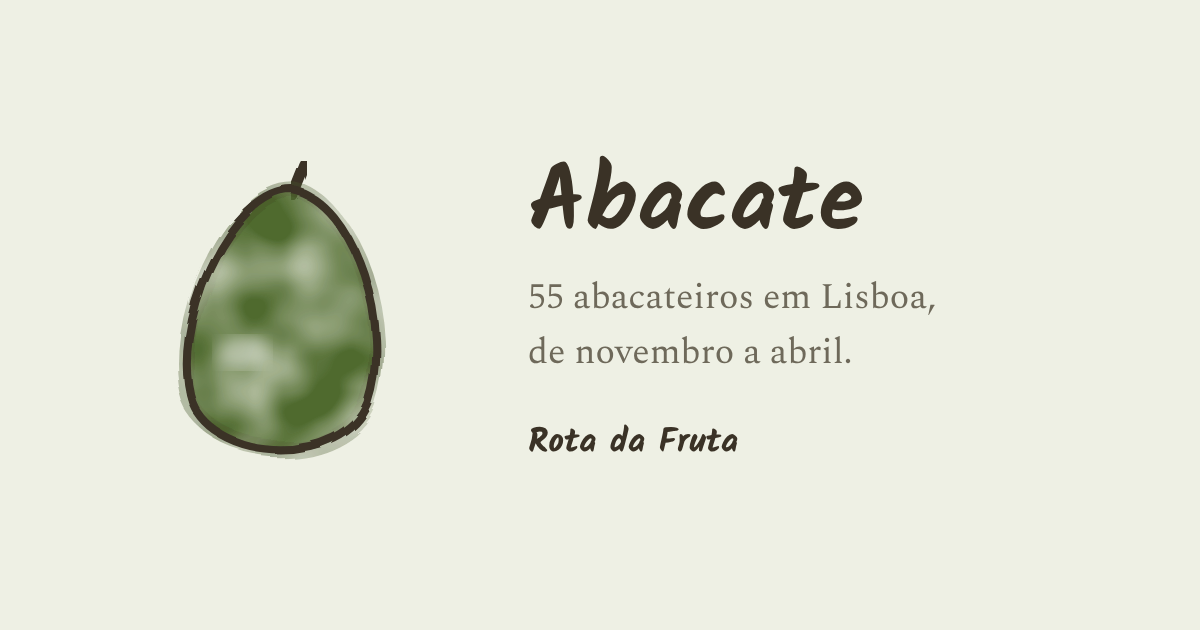 Abacate
55 abacateiros em Lisboa,
de novembro a abril.
Rota da Fruta